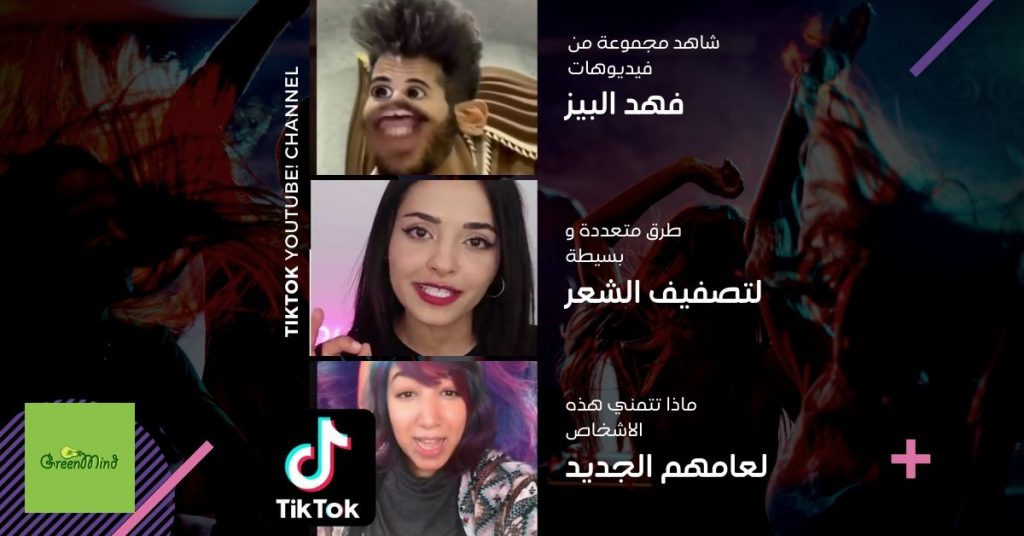 شاهد مجموعة من
فيديوهات
فهد البيز
TIKTOK YOUTUBE! CHANNEL
طرق متعددة و
بسيطة
لتصفيف الشعر
ماذا تتمني هذه
الاشخاص
لعامهم الجديد
GreenMind
TikTok